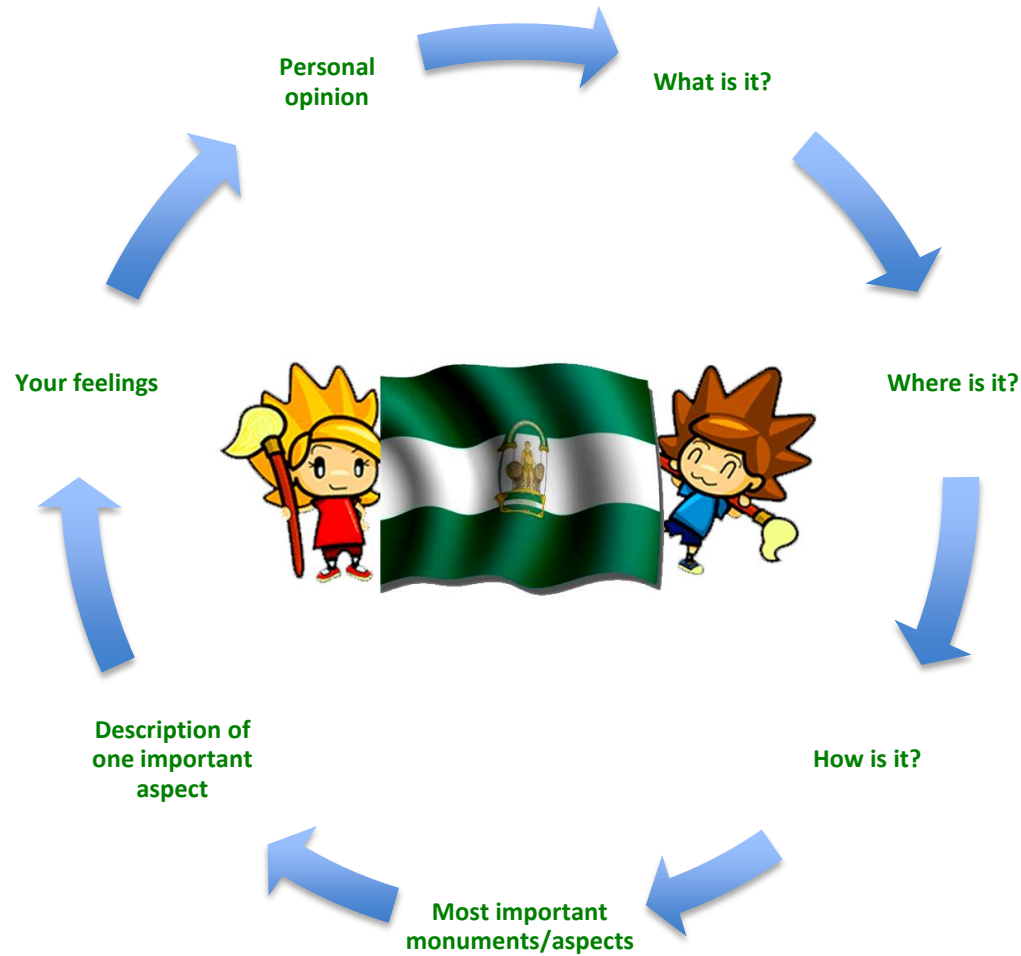 Personal
opinion
What is it?
Where is it?
How is it?
Most important
monuments/aspects
Description of
one important
aspect
Your feelings